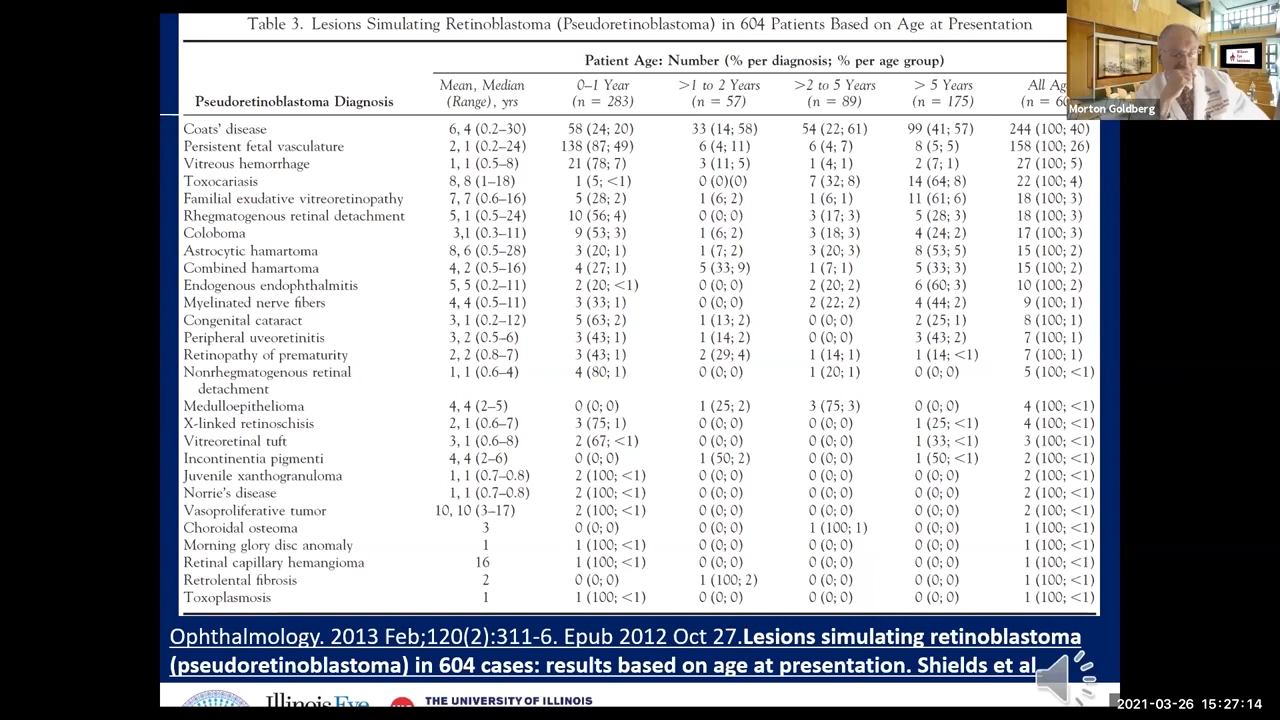 Table 3. Lesions Simulating Retinoblastoma (Pseudoretinoblastoma) in 604 Patients Based on Age at Presentation
Patient Age: Number (% per diagnosis; % per age group)
Mean, Median 0–1 Year >1 to 2 Years >2 to 5 Years > 5 Years All
Pseudoretinoblastoma Diagnosis (Range), yrs (n = 283) (n = 57) (n = 89) (n = 175) (n =
Morton Goldberg
Coats' disease 6, 4 (0.2–30) 58 (24; 20) 33 (14; 58) 54 (22; 61) 99 (41; 57) 244 (100; 40)
Persistent fetal vasculature 2, 1 (0.2–24) 138 (87; 49) 6 (4; 11) 6 (4; 7) 8 (5; 5) 158 (100; 26)
Vitreous hemorrhage 1, 1 (0.5–8) 21 (78; 7) 3 (11; 5) 1 (4; 1) 2 (7; 1) 27 (100; 5)
Toxocariasis 8, 8 (1–18) 1 (5; <1) 0 (0)(0) 7 (32; 8) 14 (64; 8) 22 (100; 4)
Familial exudative vitreoretinopathy 7, 7 (0.6–16) 5 (28; 2) 1 (6; 2) 1 (6; 1) 11 (61; 6) 18 (100; 3)
Rhegmatogenous retinal detachment 5, 1 (0.5–24) 10 (56; 4) 0 (0; 0) 3 (17; 3) 5 (28; 3) 18 (100; 3)
Coloboma 3,1 (0.3–11) 9 (53; 3) 1 (6; 2) 3 (18; 3) 4 (24; 2) 17 (100; 3)
Astrocytic hamartoma 8, 6 (0.5–28) 3 (20; 1) 1 (7; 2) 3 (20; 3) 8 (53; 5) 15 (100; 2)
Combined hamartoma 4, 2 (0.5–16) 4 (27; 1) 5 (33; 9) 1 (7; 1) 5 (33; 3) 15 (100; 2)
Endogenous endophthalmitis 5, 5 (0.2–11) 2 (20; <1) 0 (0; 0) 2 (20; 2) 6 (60; 3) 10 (100; 2)
Myelinated nerve fibers 4, 4 (0.5–11) 3 (33; 1) 0 (0; 0) 2 (22; 2) 4 (44; 2) 9 (100; 1)
Congenital cataract 3, 1 (0.2–12) 5 (63; 2) 1 (13; 2) 0 (0; 0) 2 (25; 1) 8 (100; 1)
Peripheral uveoretinitis 3, 2 (0.5–6) 3 (43; 1) 1 (14; 2) 0 (0; 0) 3 (43; 2) 7 (100; 1)
Retinopathy of prematurity 2, 2 (0.8–7) 3 (43; 1) 2 (29; 4) 1 (14; 1) 1 (14; <1) 7 (100; 1)
Nonrhegmatogenous retinal 1, 1 (0.6–4) 4 (80; 1) 0 (0; 0) 1 (20; 1) 0 (0; 0) 5 (100; <1)
detachment
Medulloepithelioma 4, 4 (2–5) 0 (0; 0) 1 (25; 2) 3 (75; 3) 0 (0; 0) 4 (100; <1)
X-linked retinoschisis 2, 1 (0.6–7) 3 (75; 1) 0 (0; 0) 0 (0; 0) 1 (25; <1) 4 (100; <1)
Vitreoretinal tuft 3, 1 (0.6–8) 2 (67; <1) 0 (0; 0) 0 (0; 0) 1 (33; <1) 3 (100; <1)
Incontinentia pigmenti 4, 4 (2–6) 0 (0; 0) 1 (50; 2) 0 (0; 0) 1 (50; <1) 2 (100; <1)
Juvenile xanthogranuloma 1, 1 (0.7–0.8) 2 (100; <1) 0 (0; 0) 0 (0; 0) 0 (0; 0) 2 (100; <1)
Norrie's disease 1, 1 (0.7–0.8) 2 (100; <1) 0 (0; 0) 0 (0; 0) 0 (0; 0) 2 (100; <1)
Vasoproliferative tumor 10, 10 (3–17) 2 (100; <1) 0 (0; 0) 0 (0; 0) 0 (0; 0) 2 (100; <1)
Choroidal osteoma 3 0 (0; 0) 0 (0; 0) 1 (100; 1) 0 (0; 0) 1 (100; <1)
Morning glory disc anomaly 1 1 (100; <1) 0 (0; 0) 0 (0; 0) 0 (0; 0) 1 (100; <1)
Retinal capillary hemangioma 16 1 (100; <1) 0 (0; 0) 0 (0; 0) 0 (0; 0) 1 (100; <1)
Retrolental fibrosis 2 0 (0; 0) 1 (100; 2) 0 (0; 0) 0 (0; 0) 1 (100; <1)
Toxoplasmosis 1 1 (100; <1) 0 (0; 0) 0 (0; 0) 0 (0; 0) 1 (100; <1)
Ophthalmology. 2013 Feb;120(2):311-6. Epub 2012 Oct 27.Lesions simulating retinoblastoma
(pseudoretinoblastoma) in 604 cases: results based on age at presentation. Shields et al
Illinois Eye
THE UNIVERSITY OF ILLINOIS
2021-03-26 15:27:14